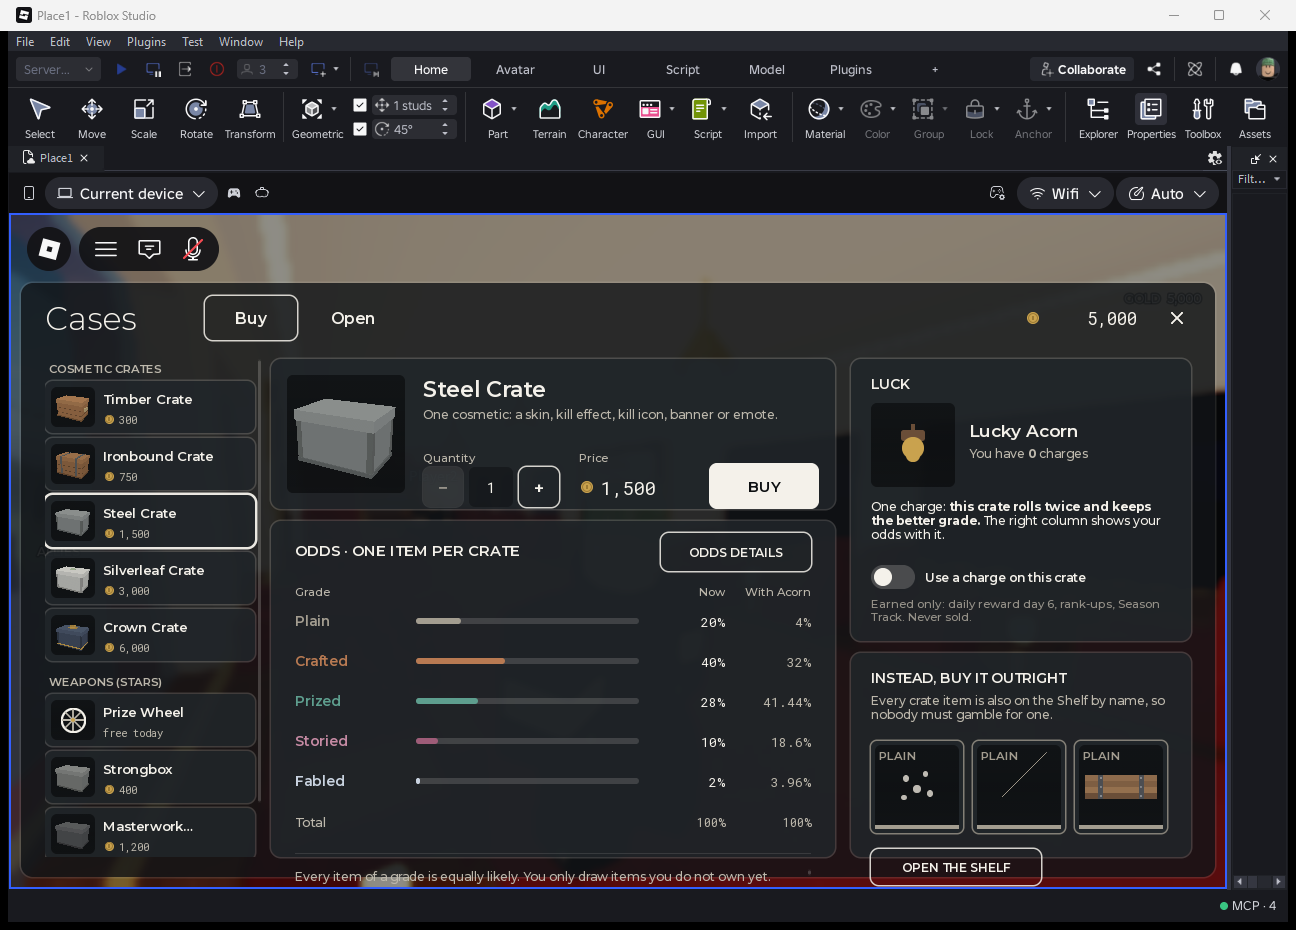 Place1 - Roblox Studio
File Edit View Plugins Test Window Help
Server... 3 Home Avatar UI Script Model Plugins + Collaborate
1 studs
45°
Select Move Scale Rotate Transform Geometric Part Terrain Character GUI Script Import Material Color Group Lock Anchor Explorer Properties Toolbox Assets
Place1
Filt...
Current device Wifi Auto
GOLD 5,000
Cases Buy Open 5,000
COSMETIC CRATES
Timber Crate
300
Ironbound Crate
750
Steel Crate
1,500
Silverleaf Crate
3,000
Crown Crate
6,000
WEAPONS (STARS)
Prize Wheel
free today
Strongbox
400
Masterwork...
1,200
Steel Crate
One cosmetic: a skin, kill effect, kill icon, banner or emote.
Quantity Price
− 1 + 1,500 BUY
ODDS · ONE ITEM PER CRATE ODDS DETAILS
Grade Now With Acorn
Plain 20% 4%
Crafted 40% 32%
Prized 28% 41.44%
Storied 10% 18.6%
Fabled 2% 3.96%
Total 100% 100%
Every item of a grade is equally likely. You only draw items you do not own yet.
LUCK
Lucky Acorn
You have 0 charges
One charge: this crate rolls twice and keeps
the better grade. The right column shows your
odds with it.
Use a charge on this crate
Earned only: daily reward day 6, rank-ups, Season
Track. Never sold.
INSTEAD, BUY IT OUTRIGHT
Every crate item is also on the Shelf by name, so
nobody must gamble for one.
PLAIN PLAIN PLAIN
OPEN THE SHELF
MCP · 4